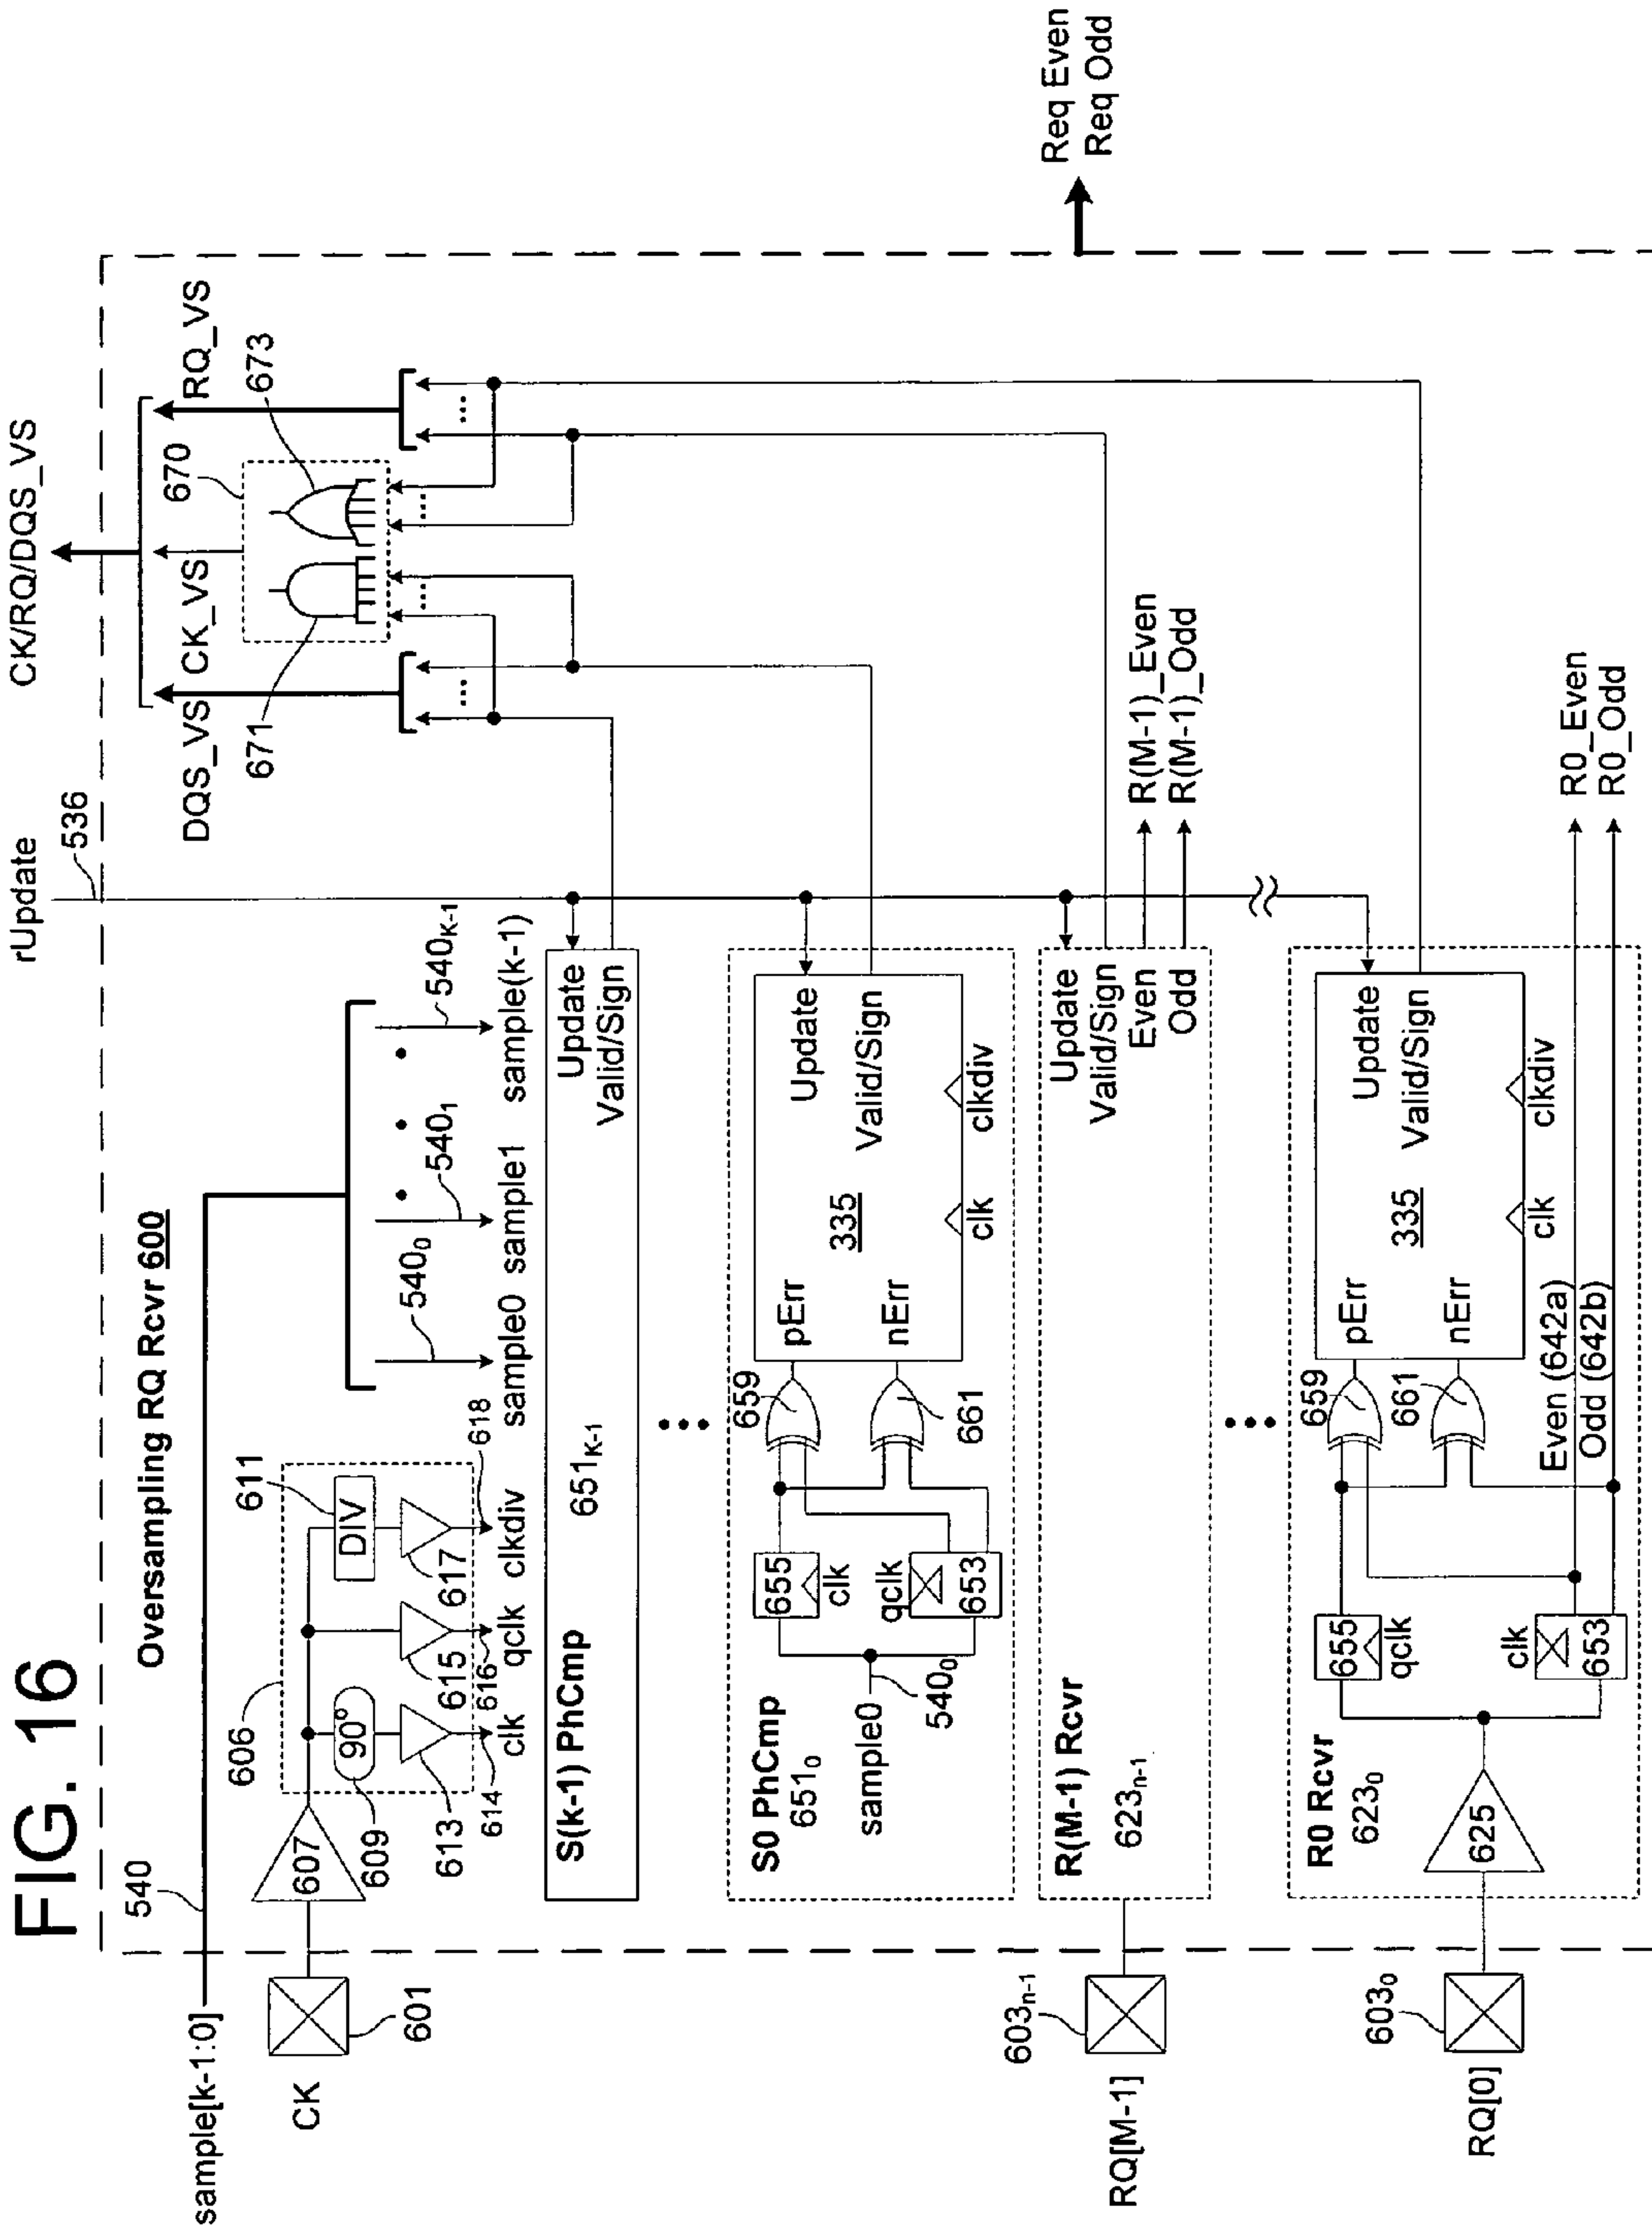 FIG. 16
rUpdate
536
CK/RQ/DQS_VS
540
sample[k-1:0]
Oversampling RQ Rcvr 600
540₀
540₁
540K-1
sample0
sample1
sample(k-1)
DQS_VS
CK_VS
RQ_VS
670
671
673
CK
601
606
607
609
90°
611
DIV
613
615
617
614
616
618
clk
qclk
clkdiv
S(k-1) PhCmp
651K-1
Update
Valid/Sign
S0 PhCmp
651₀
sample0
540₀
655
clk
qclk
653
659
661
pErr
nErr
335
Update
Valid/Sign
clk
clkdiv
RQ[M-1]
603n-1
R(M-1) Rcvr
623n-1
Update
Valid/Sign
Even
Odd
R(M-1)_Even
R(M-1)_Odd
Req Even
Req Odd
RQ[0]
603₀
R0 Rcvr
623₀
625
655
qclk
clk
653
659
661
pErr
nErr
335
Update
Valid/Sign
clk
clkdiv
Even (642a)
Odd (642b)
R0_Even
R0_Odd